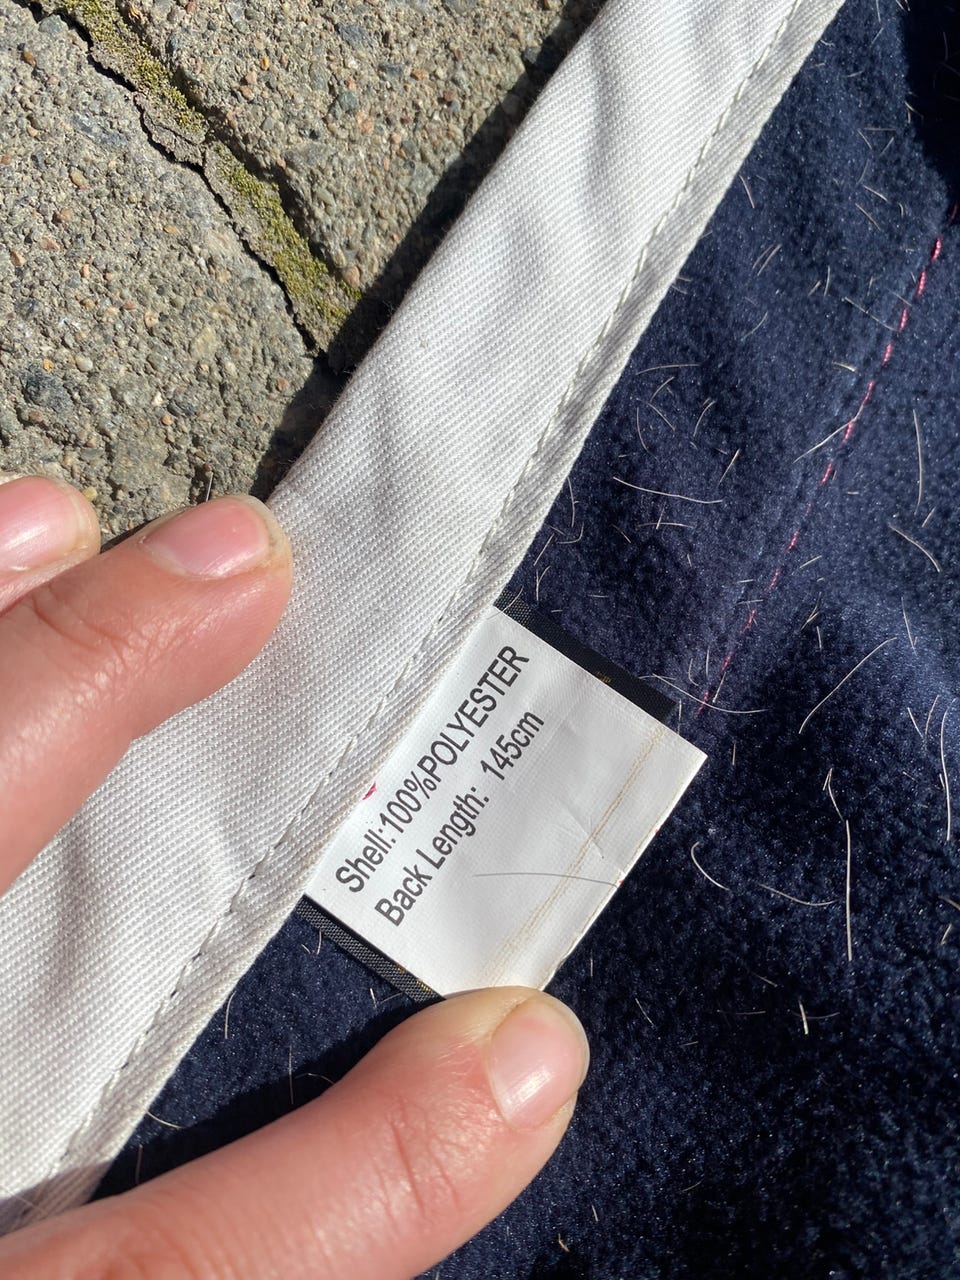 Shell:100%POLYESTER
Back Length: 145cm